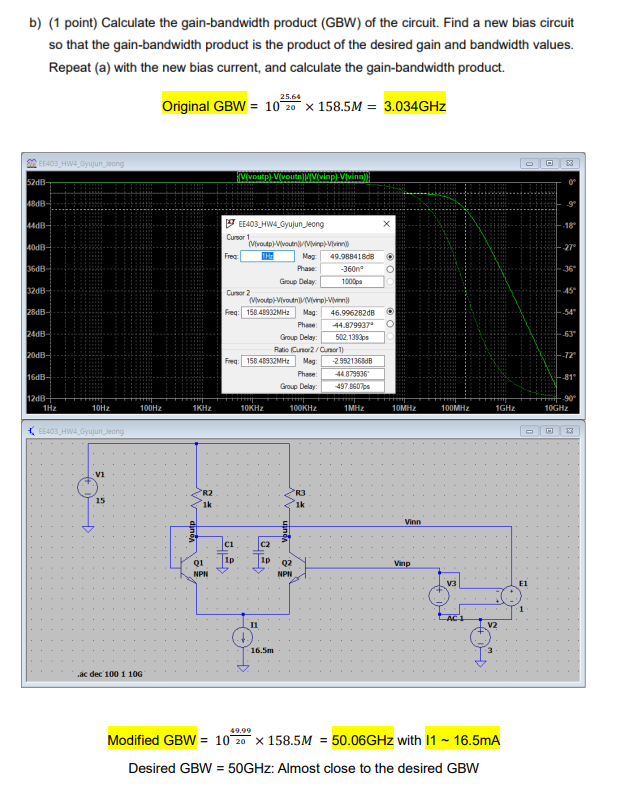 b) (1 point) Calculate the gain-bandwidth product (GBW) of the circuit. Find a new bias circuit
so that the gain-bandwidth product is the product of the desired gain and bandwidth values.
Repeat (a) with the new bias current, and calculate the gain-bandwidth product.
Original GBW = 10^(25.64/20) × 158.5M = 3.034GHz
EE403_HW4_Gyujun_Jeong
(V(voutp)-V(voutn))/(V(vinp)-V(vinn))
52dB
48dB
44dB
40dB
36dB
32dB
28dB
24dB
20dB
16dB
12dB
0°
-9°
-18°
-27°
-36°
-45°
-54°
-63°
-72°
-81°
-90°
1Hz 10Hz 100Hz 1KHz 10KHz 100KHz 1MHz 10MHz 100MHz 1GHz 10GHz
EE403_HW4_Gyujun_Jeong
Cursor 1
(V(voutp)-V(voutn))/(V(vinp)-V(vinn))
Freq: 1Hz Mag: 49.988418dB
Phase: -360n°
Group Delay: 1000ps
Cursor 2
(V(voutp)-V(voutn))/(V(vinp)-V(vinn))
Freq: 158.48932MHz Mag: 46.996282dB
Phase: -44.879937°
Group Delay: 502.1393ps
Ratio (Cursor2 / Cursor1)
Freq: 158.48932MHz Mag: -2.9921368dB
Phase: -44.879936°
Group Delay: -497.8607ps
EE403_HW4_Gyujun_Jeong
V1
15
R2
1k
R3
1k
Voutp
Voutn
C1
1p
C2
1p
Q1
NPN
Q2
NPN
Vinn
Vinp
V3
AC 1
E1
1
V2
3
I1
16.5m
.ac dec 100 1 10G
Modified GBW = 10^(49.99/20) × 158.5M = 50.06GHz with I1 ~ 16.5mA
Desired GBW = 50GHz: Almost close to the desired GBW